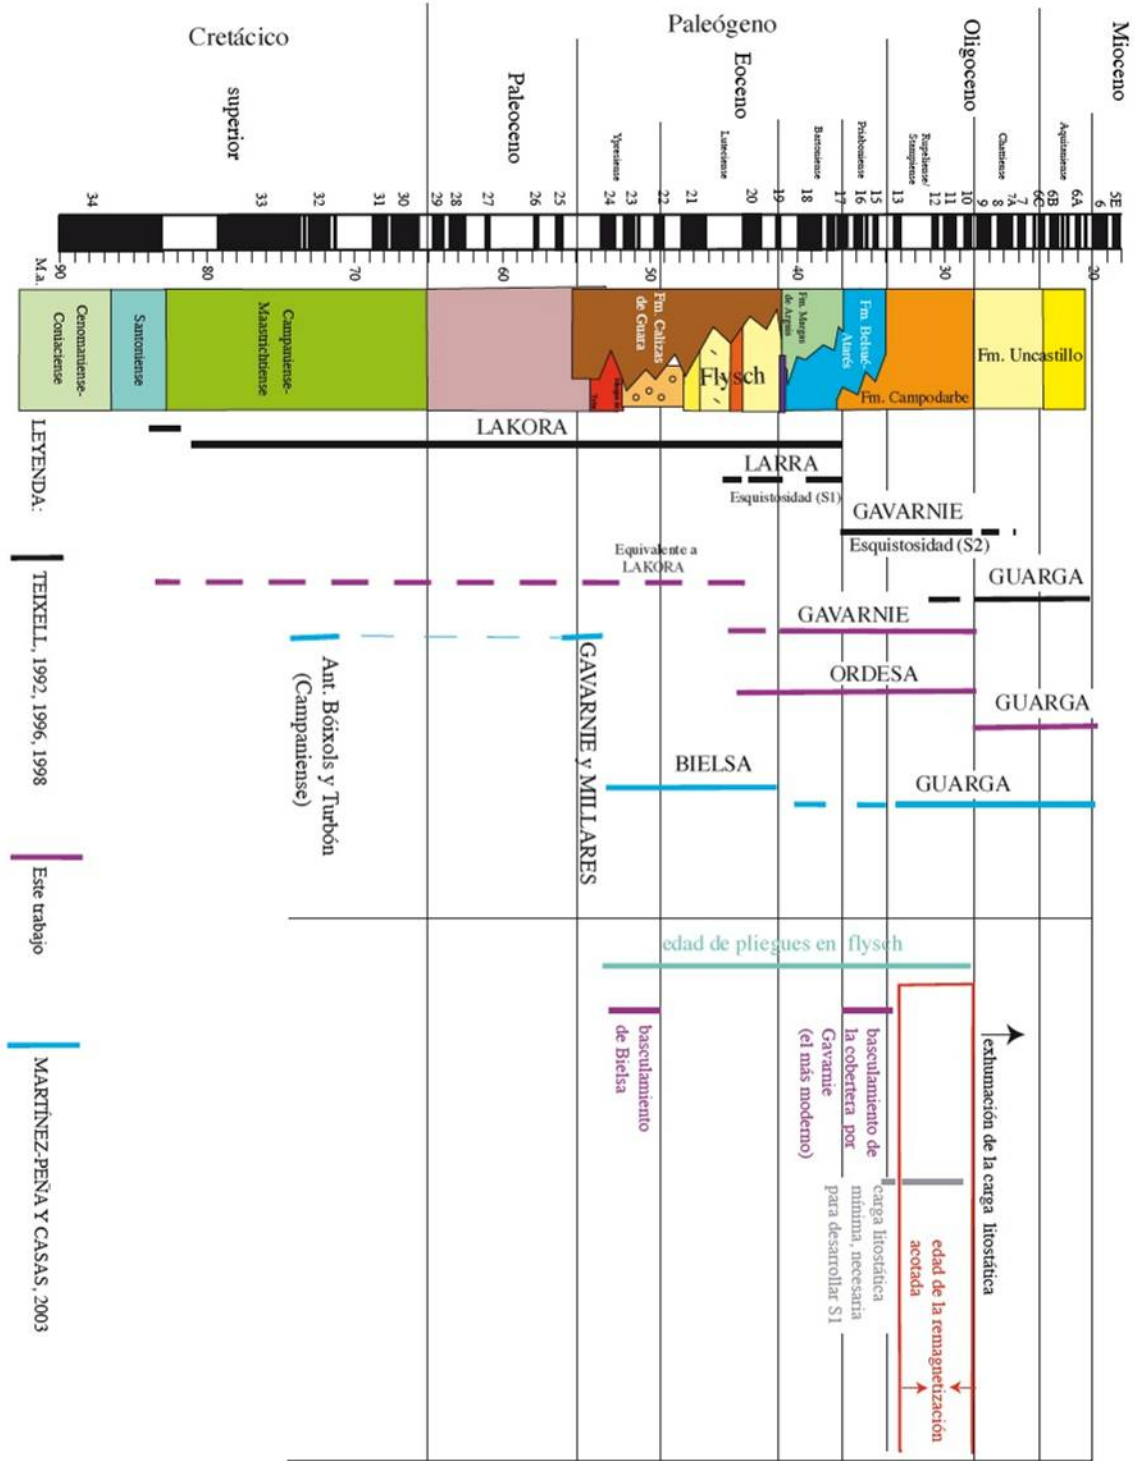 Cretácico
Paleógeno
superior
Paleoceno
Eoceno
Oligoceno
Mioceno
Ypresiense
Luteciense
Bartoniense
Priaboniense
Rupeliense/
Stampiense
Chattiense
Aquitaniense
34
33
32
31
30
29
28
27
26
25
24
23
22
21
20
19
18
17
16
15
13
12
11
10
9
8
7A
7
6C
6B
6A
6
5E
M.a.
90
80
70
60
50
40
30
20
Cenomaniense-
Coniaciense
Santoniense
Campaniense-
Maastrichtiense
Fm. Calizas
de Guara
Flysch
Fm. Margas
de Arguis
Fm. Belsué-
Atarés
Fm. Campodarbe
Fm. Uncastillo
LAKORA
LARRA
Esquistosidad (S1)
GAVARNIE
Esquistosidad (S2)
GUARGA
Equivalente a
LAKORA
GAVARNIE
ORDESA
GUARGA
Ant. Bóixols y Turbón
(Campaniense)
GAVARNIE y MILLARES
BIELSA
GUARGA
edad de pliegues en flysch
basculamiento
de Bielsa
basculamiento de
la cobertera por
Gavarnie
(el más moderno)
carga litostática
mínima, necesaria
para desarrollar S1
exhumación de la carga litostática
edad de la remagnetización
acotada
LEYENDA:
TEIXELL, 1992, 1996, 1998
Este trabajo
MARTÍNEZ-PEÑA Y CASAS, 2003